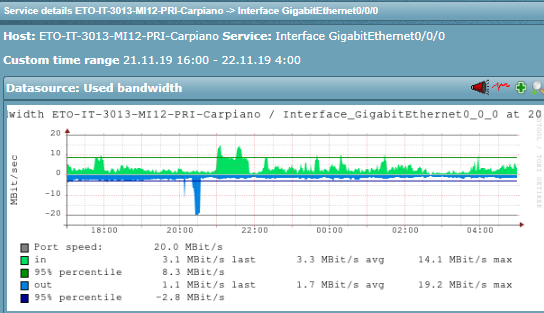 Service details ETO-IT-3013-MI12-PRI-Carpiano -> Interface GigabitEthernet0/0/0
Host: ETO-IT-3013-MI12-PRI-Carpiano Service: Interface GigabitEthernet0/0/0
Custom time range 21.11.19 16:00 - 22.11.19 4:00
Datasource: Used bandwidth
width ETO-IT-3013-MI12-PRI-Carpiano / Interface_GigabitEthernet0_0_0 at 20
20
10
0
-10
-20
MBit/sec
18:00 20:00 22:00 00:00 02:00 04:00
Port speed: 20.0 MBit/s
in 3.1 MBit/s last 3.3 MBit/s avg 14.1 MBit/s max
95% percentile 8.3 MBit/s
out 1.1 MBit/s last 1.7 MBit/s avg 19.2 MBit/s max
95% percentile -2.8 MBit/s
RRDTOOL / TOBI OETIKER